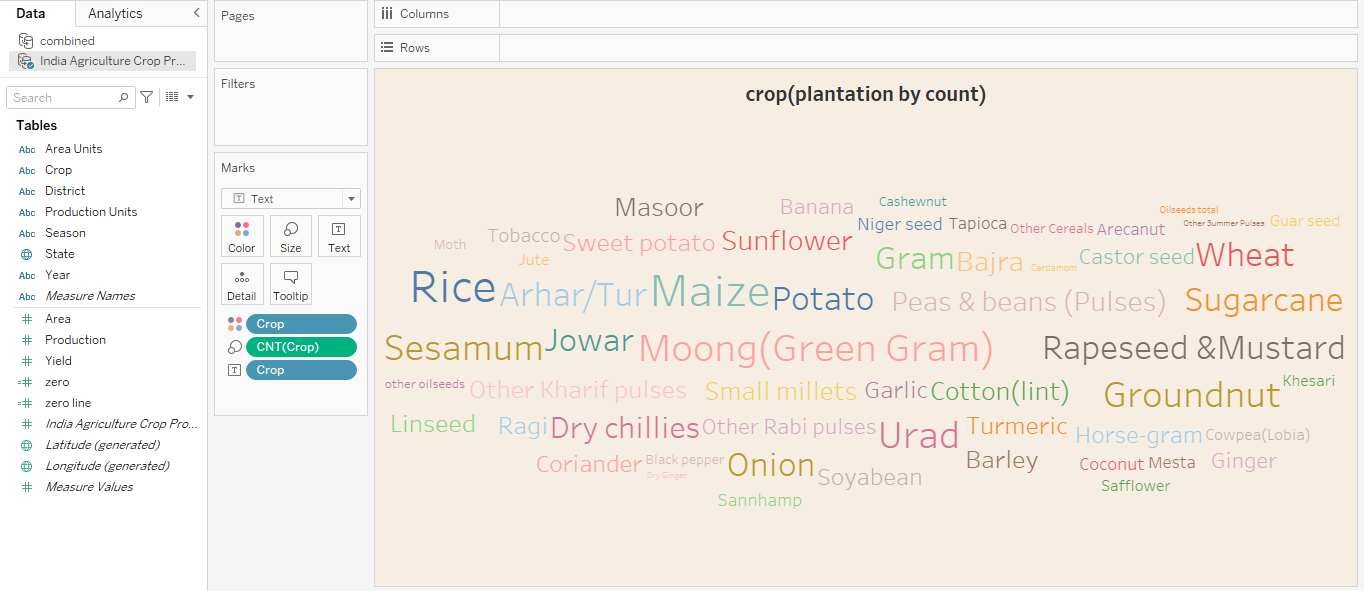 Data
Analytics
combined
India Agriculture Crop Pr...
Search
Tables
Abc Area Units
Abc Crop
Abc District
Abc Production Units
Abc Season
State
Abc Year
Abc Measure Names
Area
Production
Yield
zero
zero line
India Agriculture Crop Pro...
Latitude (generated)
Longitude (generated)
Measure Values
Pages
Filters
Marks
Text
Color Size Text
Detail Tooltip
Crop
CNT(Crop)
Crop
Columns
Rows
crop(plantation by count)
Masoor Banana Cashewnut
Niger seed Tapioca Other Cereals Arecanut Oilseeds total Other Summer Pulses Guar seed
Moth Tobacco Sweet potato Sunflower
Jute Gram Bajra Cardamom Castor seed Wheat
Rice Arhar/Tur Maize Potato Peas & beans (Pulses) Sugarcane
Sesamum Jowar Moong(Green Gram) Rapeseed &Mustard
other oilseeds Other Kharif pulses Small millets Garlic Cotton(lint) Groundnut Khesari
Linseed Ragi Dry chillies Other Rabi pulses Urad Turmeric Horse-gram Cowpea(Lobia)
Coriander Black pepper Onion Soyabean Barley Coconut Mesta Ginger
Dry Ginger Safflower
Sannhamp